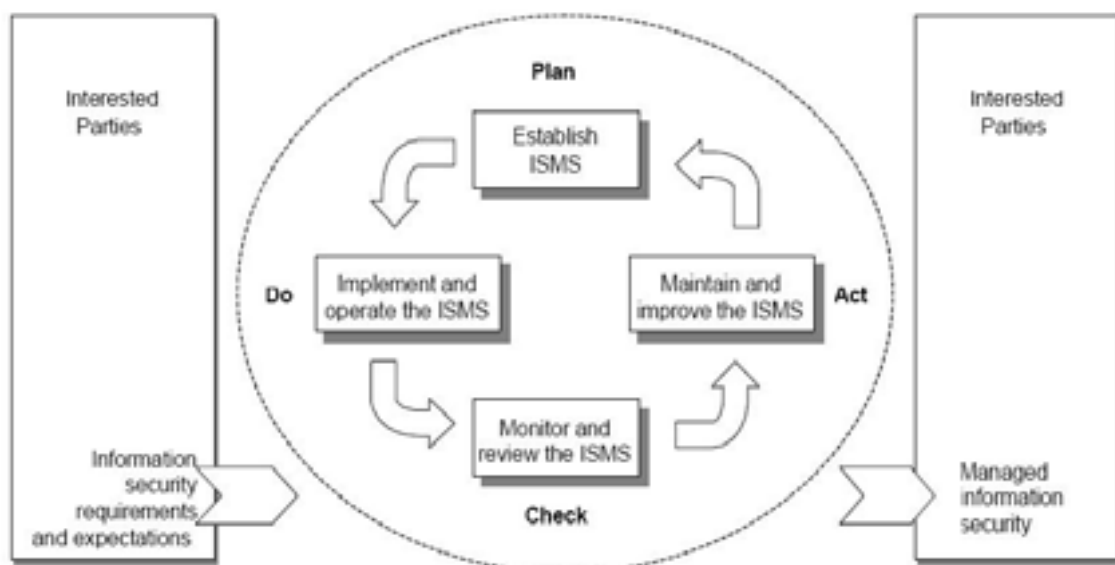 Interested
Parties
Information
security
requirements
and expectations
Plan
Establish
ISMS
Do
Implement and
operate the ISMS
Maintain and
improve the ISMS
Act
Monitor and
review the ISMS
Check
Interested
Parties
Managed
information
security